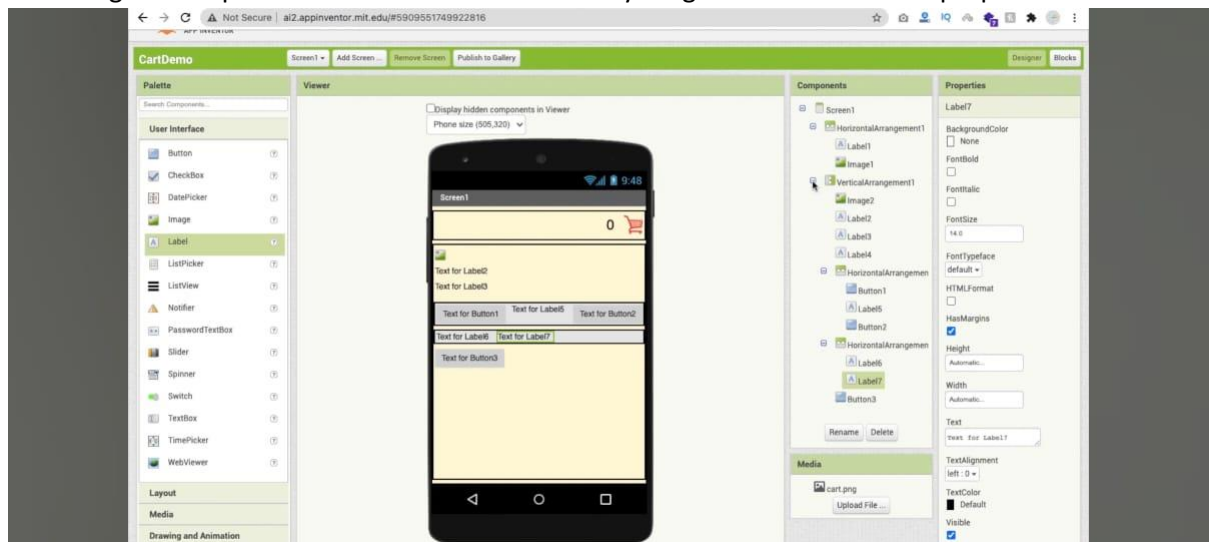 Not Secure | ai2.appinventor.mit.edu/#5909551749922816
APP INVENTOR
CartDemo
Screen1
Add Screen ...
Remove Screen
Publish to Gallery
Designer
Blocks
Palette
Viewer
Components
Properties
Search Components...
User Interface
Button
CheckBox
DatePicker
Image
Label
ListPicker
ListView
Notifier
PasswordTextBox
Slider
Spinner
Switch
TextBox
TimePicker
WebViewer
Layout
Media
Drawing and Animation
Display hidden components in Viewer
Phone size (505,320)
9:48
Screen1
0
Text for Label2
Text for Label3
Text for Button1
Text for Label5
Text for Button2
Text for Label6
Text for Label7
Text for Button3
Screen1
HorizontalArrangement1
Label1
Image1
VerticalArrangement1
Image2
Label2
Label3
Label4
HorizontalArrangemen
Button1
Label5
Button2
HorizontalArrangemen
Label6
Label7
Button3
Rename
Delete
Media
cart.png
Upload File ...
Label7
BackgroundColor
None
FontBold
FontItalic
FontSize
14.0
FontTypeface
default
HTMLFormat
HasMargins
Height
Automatic...
Width
Automatic...
Text
Text for Label7
TextAlignment
left : 0
TextColor
Default
Visible